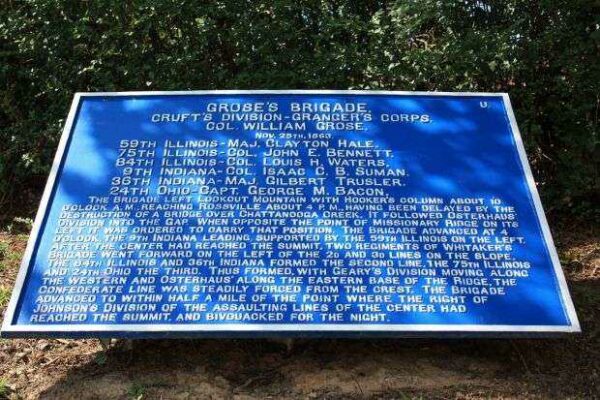 GROSE'S BRIGADE. U.
CRUFT'S DIVISION-GRANGER'S CORPS.
COL. WILLIAM GROSE.
NOV. 25TH, 1863
59TH ILLINOIS-MAJ. CLAYTON HALE.
75TH ILLINOIS-COL. JOHN E. BENNETT.
84TH ILLINOIS-COL. LOUIS H. WATERS.
9TH INDIANA-COL. ISAAC C. B. SUMAN.
36TH INDIANA-MAJ. GILBERT TRUSLER.
24TH OHIO-CAPT. GEORGE M. BACON.
THE BRIGADE LEFT LOOKOUT MOUNTAIN WITH HOOKER'S COLUMN ABOUT 10
O'CLOCK A.M. REACHING ROSSVILLE ABOUT 4 P.M. HAVING BEEN DELAYED BY THE
DESTRUCTION OF A BRIDGE OVER CHATTANOOGA CREEK. IT FOLLOWED OSTERHAUS'
DIVISION INTO THE GAP WHEN OPPOSITE THE POINT OF MISSIONARY RIDGE ON ITS
LEFT IT WAS ORDERED TO CARRY THAT POSITION. THE BRIGADE ADVANCED AT 5
O'CLOCK, THE 9TH INDIANA LEADING, SUPPORTED BY THE 59TH ILLINOIS ON THE LEFT.
AFTER THE CENTER HAD REACHED THE SUMMIT, TWO REGIMENTS OF WHITAKER'S
BRIGADE WENT FORWARD ON THE LEFT OF THE 2D AND 3D LINES ON THE SLOPE.
THE 84TH ILLINOIS AND 36TH INDIANA FORMED THE SECOND LINE, THE 75TH ILLINOIS
AND 24TH OHIO THE THIRD. THUS FORMED, WITH GEARY'S DIVISION MOVING ALONG
THE WESTERN AND OSTERHAUS' ALONG THE EASTERN BASE OF THE RIDGE, THE
CONFEDERATE LINE WAS STEADILY FORCED FROM THE CREST. THE BRIGADE
ADVANCED TO WITHIN HALF A MILE OF THE POINT WHERE THE RIGHT OF
JOHNSON'S DIVISION OF THE ASSAULTING LINES OF THE CENTER HAD
REACHED THE SUMMIT, AND BIVOUACKED FOR THE NIGHT.